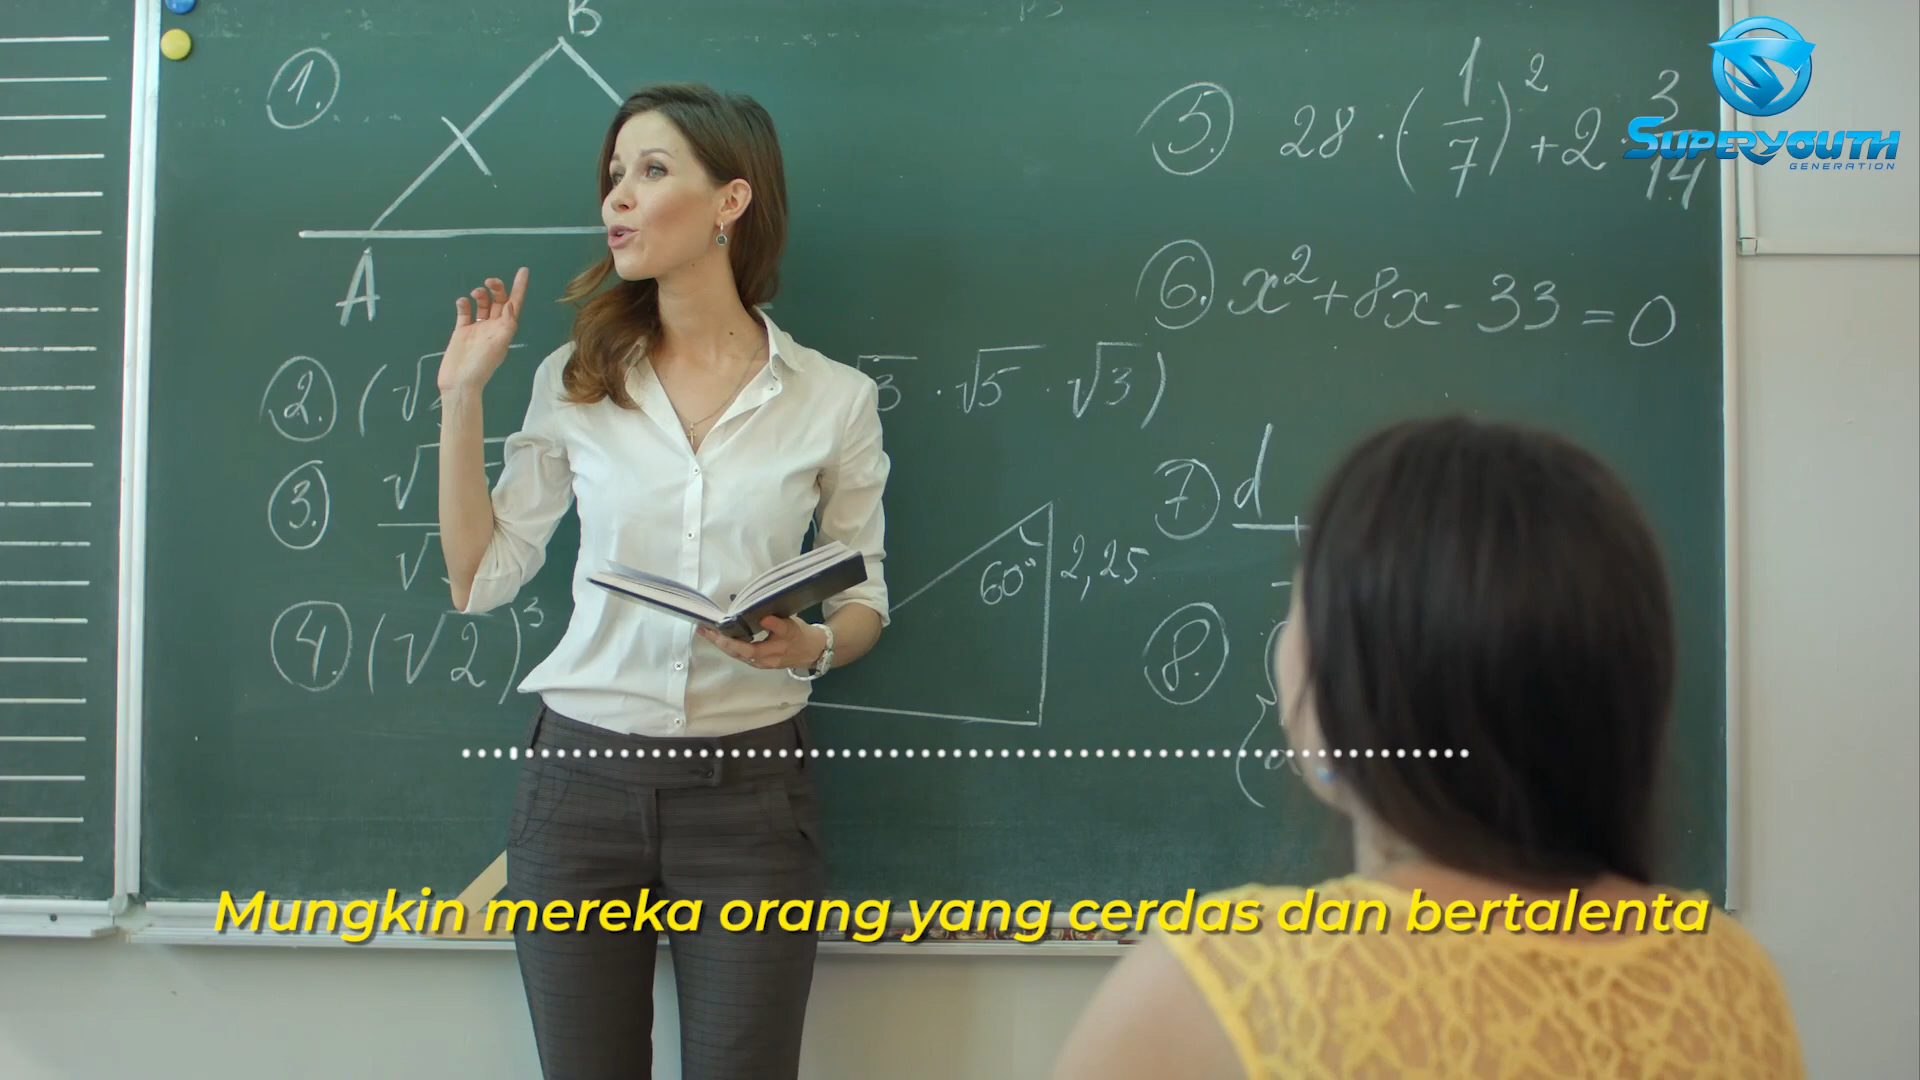 B
1.
A
2. (√
√3 · √5 · √3)
3. √
√
4. (√2)³
60° 2,25
5. 28 · (1/7)² + 2 · 3/14
6. x² + 8x - 33 = 0
7) d
8.
SUPERYOUTH
GENERATION
Mungkin mereka orang yang cerdas dan bertalenta